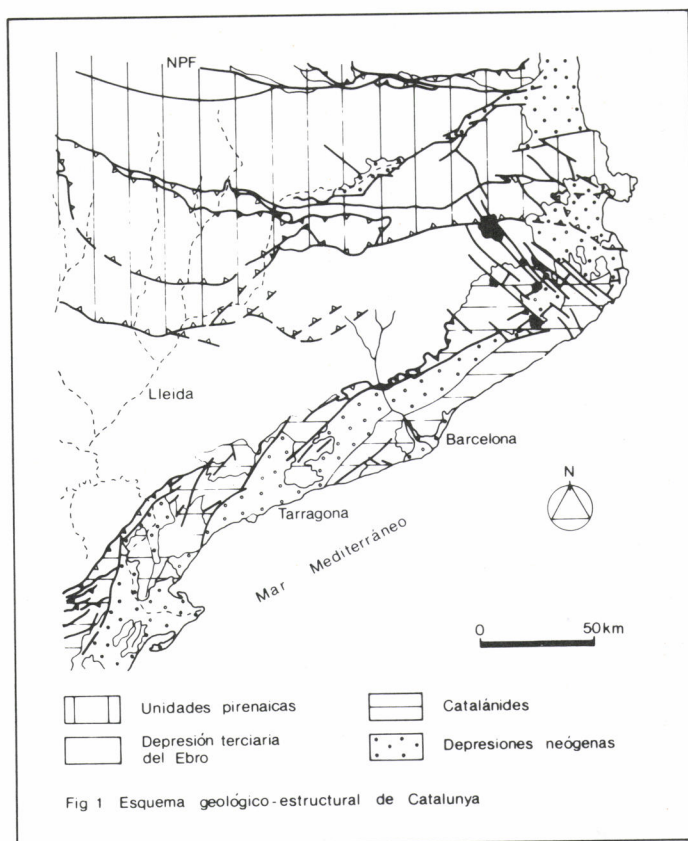 NPF
Lleida
Barcelona
Tarragona
Mar Mediterráneo
N
0 50km
Unidades pirenaicas
Catalánides
Depresión terciaria
del Ebro
Depresiones neógenas
Fig 1 Esquema geológico-estructural de Catalunya